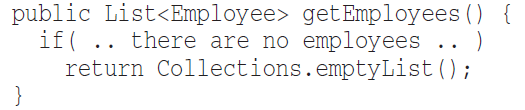 public List<Employee> getEmployees() {
if( .. there are no employees .. )
return Collections.emptyList();
}